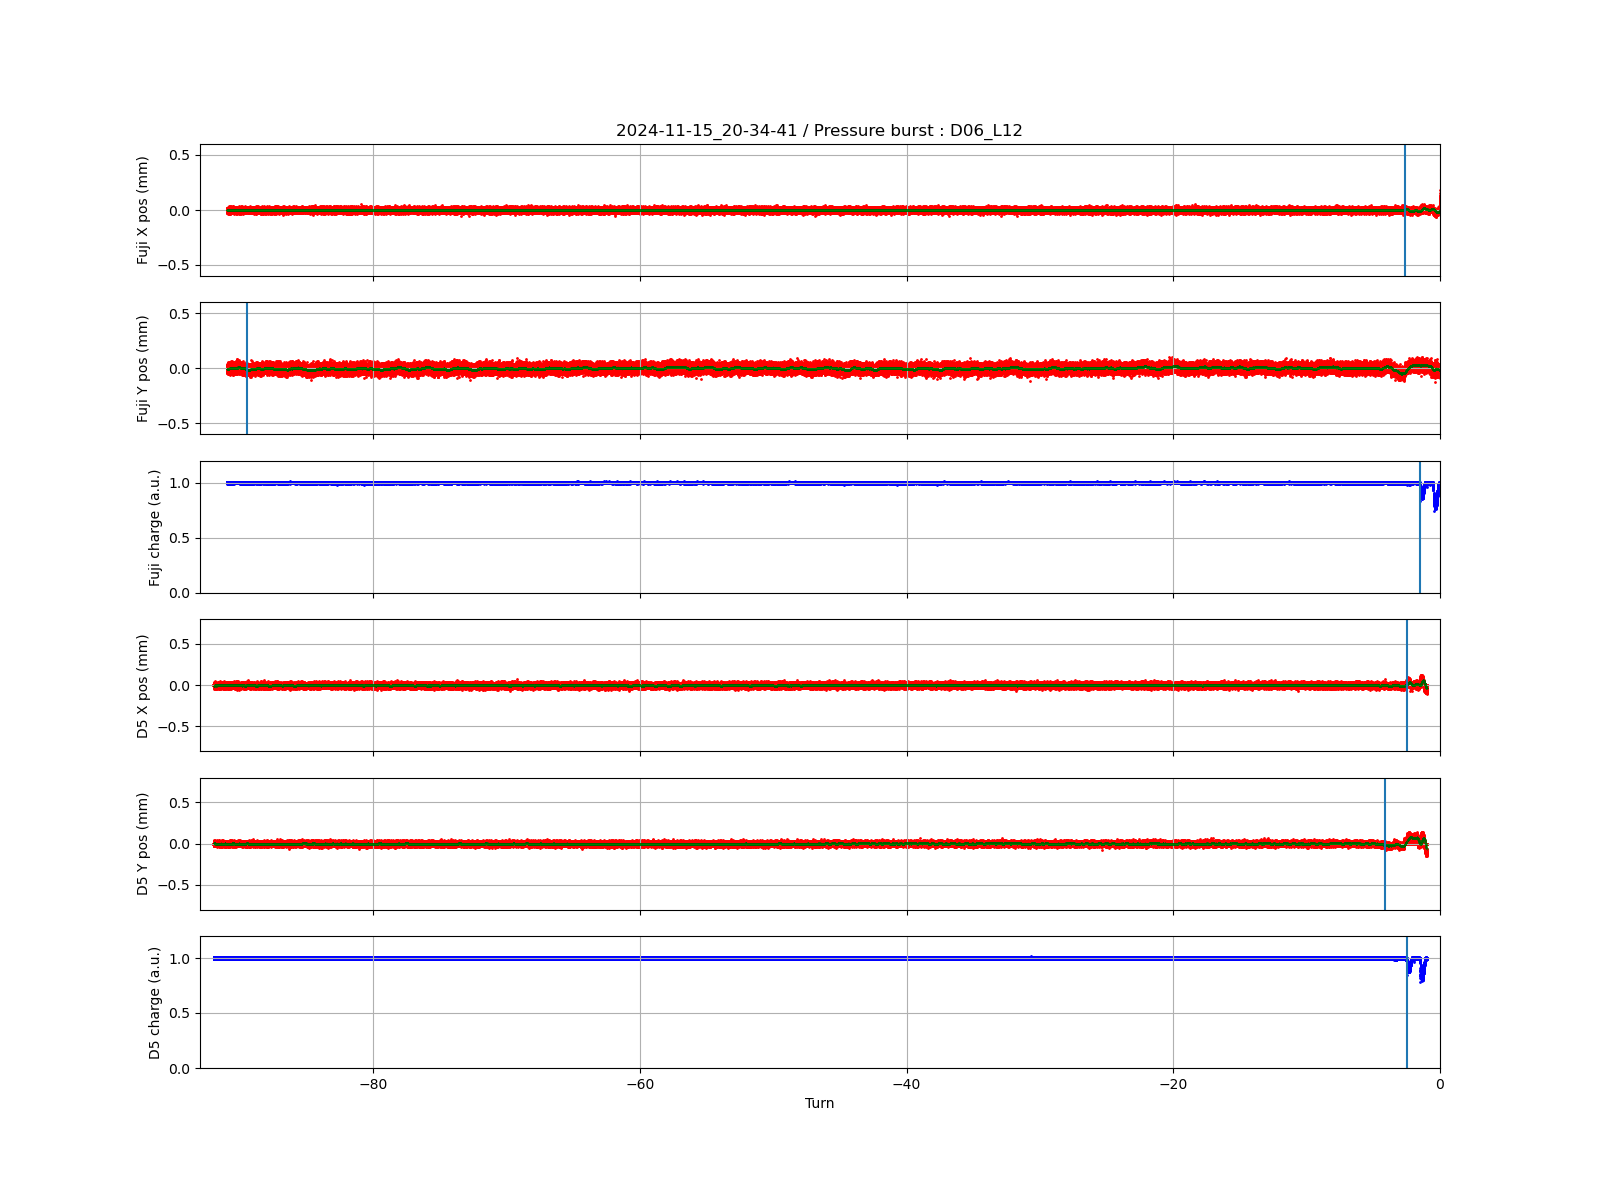 2024-11-15_20-34-41 / Pressure burst : D06_L12
Fuji X pos (mm)
0.5
0.0
−0.5
Fuji Y pos (mm)
0.5
0.0
−0.5
Fuji charge (a.u.)
1.0
0.5
0.0
D5 X pos (mm)
0.5
0.0
−0.5
D5 Y pos (mm)
0.5
0.0
−0.5
D5 charge (a.u.)
1.0
0.5
0.0
−80 −60 −40 −20 0
Turn